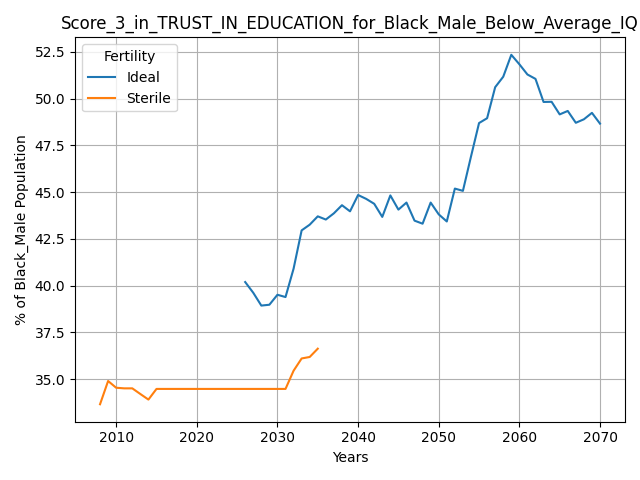 Score_3_in_TRUST_IN_EDUCATION_for_Black_Male_Below_Average_IQ
Fertility
Ideal
Sterile
% of Black_Male Population
52.5
50.0
47.5
45.0
42.5
40.0
37.5
35.0
2010 2020 2030 2040 2050 2060 2070
Years